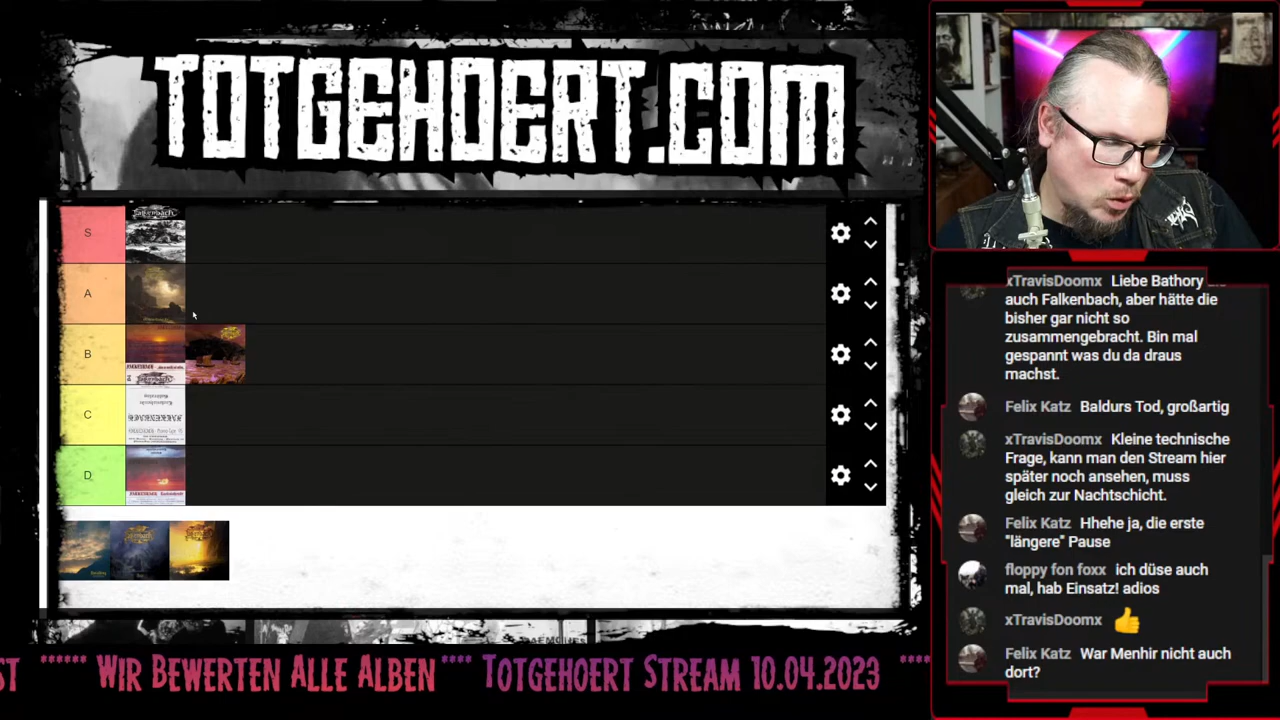 TOTGEHOERT.COM
S
A
B
C
D
xTravisDoomx Liebe Bathory
auch Falkenbach, aber hätte die
bisher gar nicht so
zusammengebracht. Bin mal
gespannt was du da draus
machst.
Felix Katz Baldurs Tod, großartig
xTravisDoomx Kleine technische
Frage, kann man den Stream hier
später noch ansehen, muss
gleich zur Nachtschicht.
Felix Katz Hhehe ja, die erste
"längere" Pause
floppy fon foxx ich düse auch
mal, hab Einsatz! adios
xTravisDoomx 👍
Felix Katz War Menhir nicht auch
dort?
ST ****** WIR BEWERTEN ALLE ALBEN **** TOTGEHOERT STREAM 10.04.2023 ****